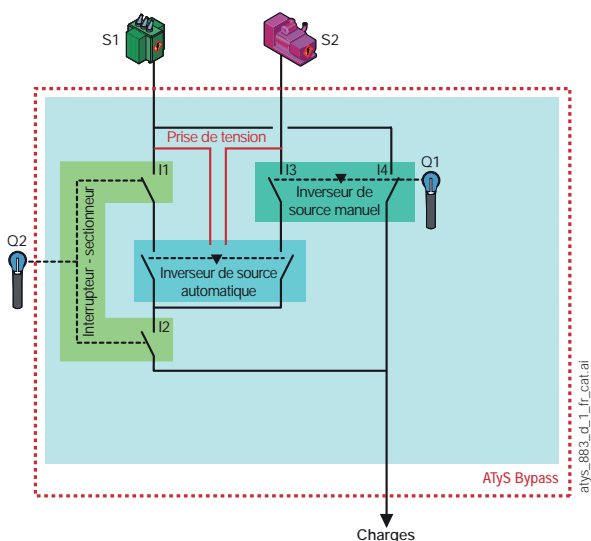 S1
S2
Prise de tension
I1
I3
I4
Q1
Inverseur de
source manuel
Q2
Interrupteur - sectionneur
Inverseur de source
automatique
I2
ATyS Bypass
atys_883_d_1_fr_cat.ai
Charges